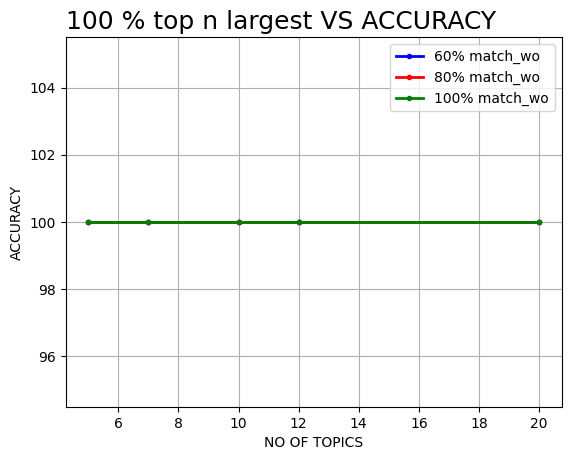 100 % top n largest VS ACCURACY
60% match_wo
80% match_wo
100% match_wo
104
102
100
98
96
ACCURACY
6 8 10 12 14 16 18 20
NO OF TOPICS